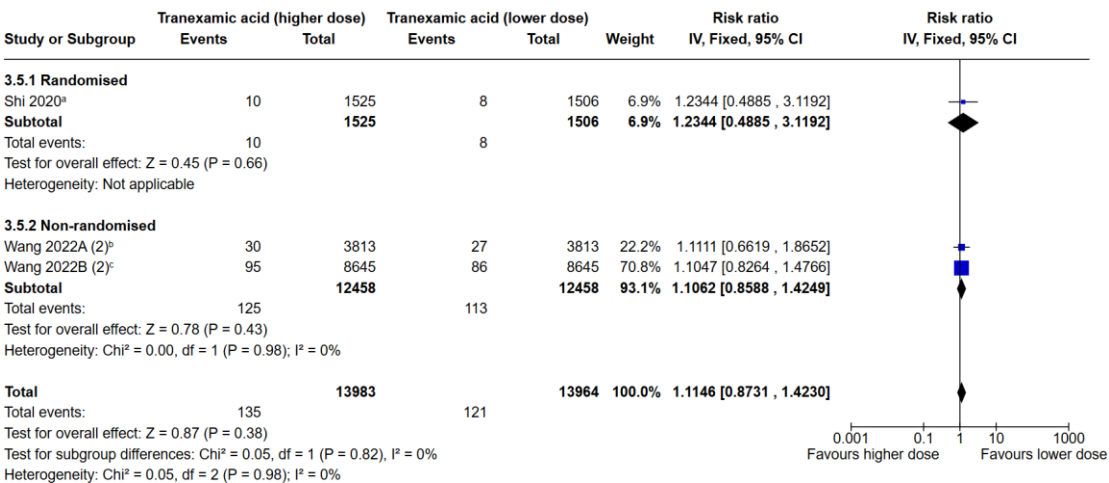 Tranexamic acid (higher dose) Tranexamic acid (lower dose) Risk ratio Risk ratio
Study or Subgroup Events Total Events Total Weight IV, Fixed, 95% CI IV, Fixed, 95% CI
3.5.1 Randomised
Shi 2020ᵃ 10 1525 8 1506 6.9% 1.2344 [0.4885 , 3.1192]
Subtotal 1525 1506 6.9% 1.2344 [0.4885 , 3.1192]
Total events: 10 8
Test for overall effect: Z = 0.45 (P = 0.66)
Heterogeneity: Not applicable
3.5.2 Non-randomised
Wang 2022A (2)ᵇ 30 3813 27 3813 22.2% 1.1111 [0.6619 , 1.8652]
Wang 2022B (2)ᶜ 95 8645 86 8645 70.8% 1.1047 [0.8264 , 1.4766]
Subtotal 12458 12458 93.1% 1.1062 [0.8588 , 1.4249]
Total events: 125 113
Test for overall effect: Z = 0.78 (P = 0.43)
Heterogeneity: Chi² = 0.00, df = 1 (P = 0.98); I² = 0%
Total 13983 13964 100.0% 1.1146 [0.8731 , 1.4230]
Total events: 135 121
Test for overall effect: Z = 0.87 (P = 0.38)
Test for subgroup differences: Chi² = 0.05, df = 1 (P = 0.82), I² = 0%
Heterogeneity: Chi² = 0.05, df = 2 (P = 0.98); I² = 0%
0.001 0.1 1 10 1000
Favours higher dose Favours lower dose